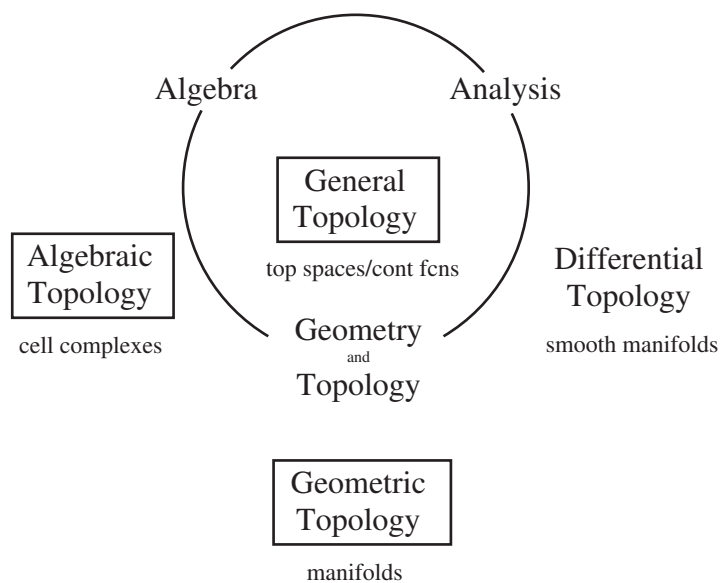 Algebra
Analysis
General
Topology
top spaces/cont fcns
Algebraic
Topology
cell complexes
Differential
Topology
smooth manifolds
Geometry
and
Topology
Geometric
Topology
manifolds